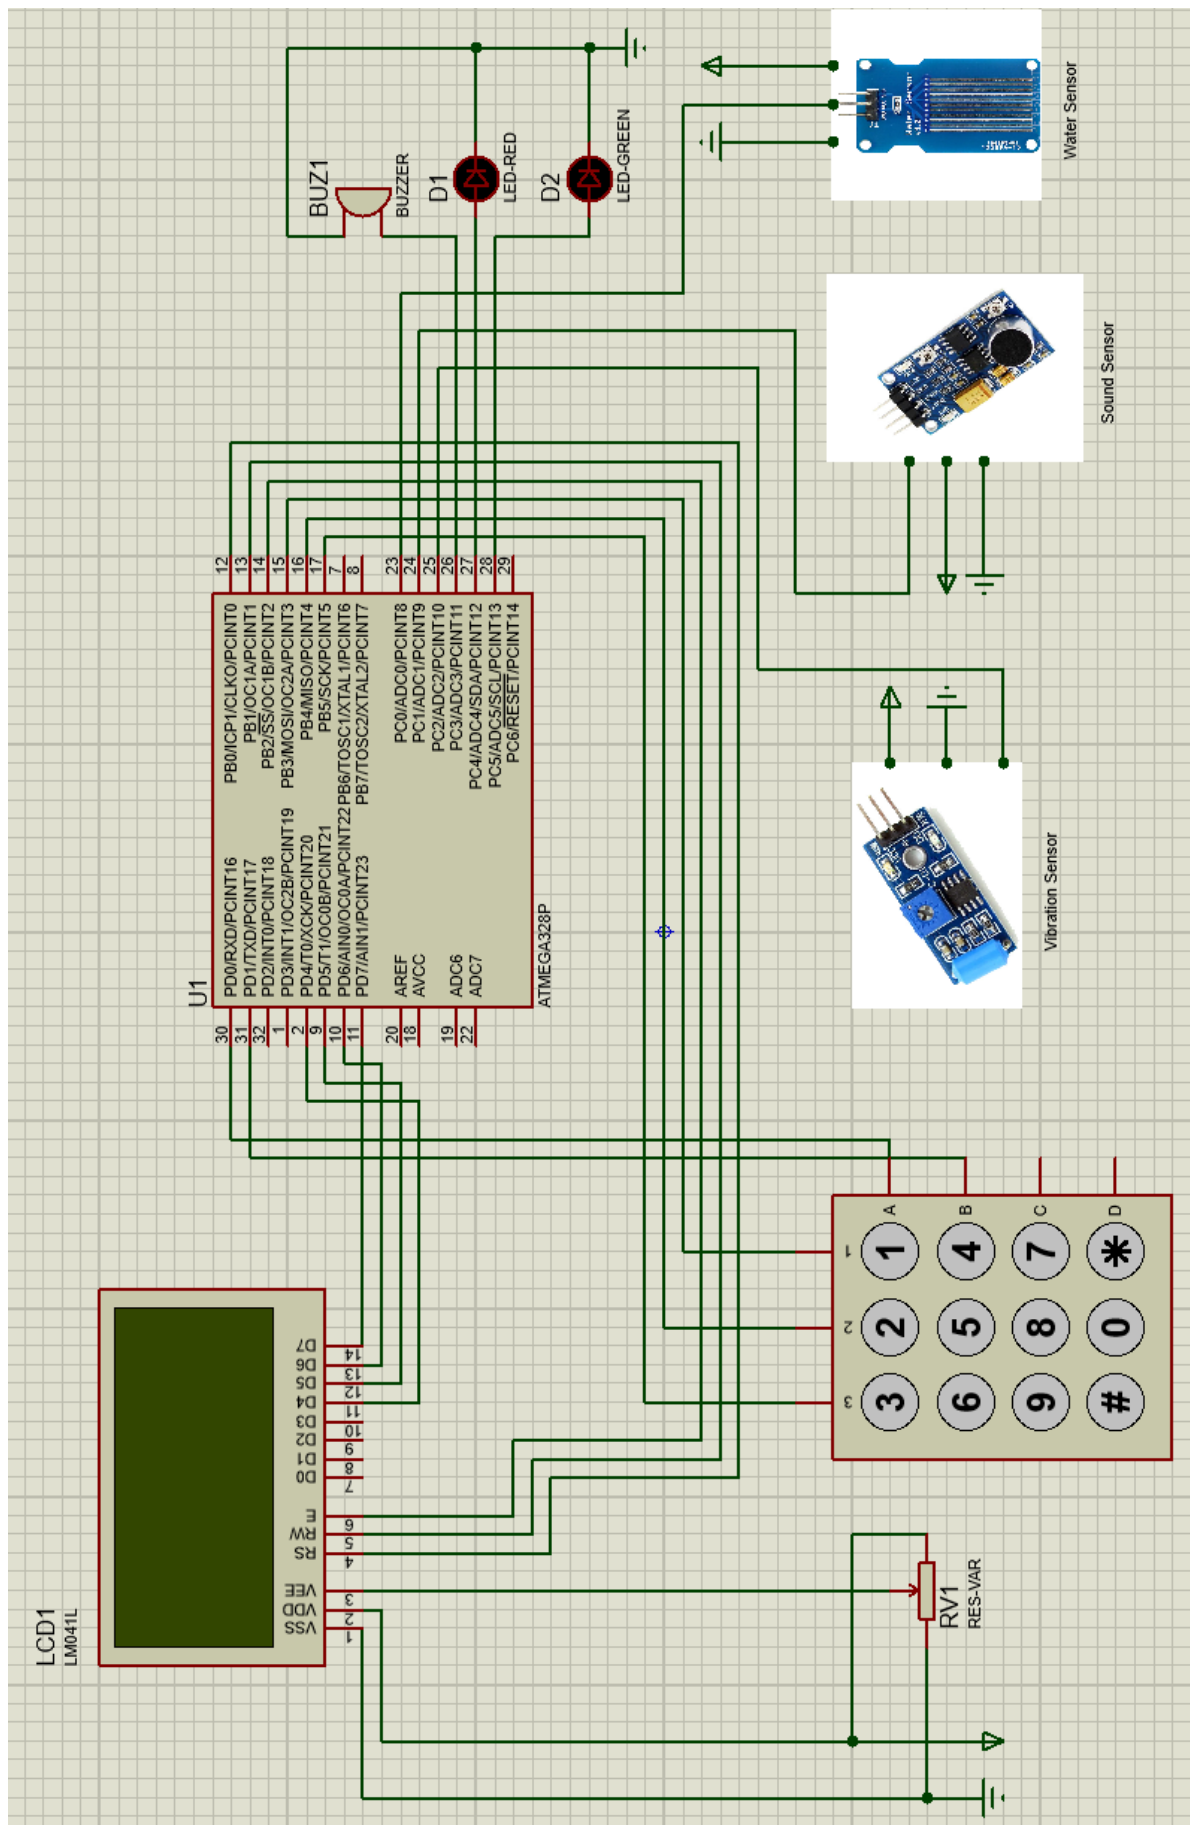 BUZ1
BUZZER
D1
LED-RED
D2
LED-GREEN
Water Sensor
Sound Sensor
Vibration Sensor
U1
ATMEGA328P
12
13
14
15
16
17
7
8
23
24
25
26
27
28
29
PB0/ICP1/CLKO/PCINT0
PB1/OC1A/PCINT1
PB2/SS/OC1B/PCINT2
PB3/MOSI/OC2A/PCINT3
PB4/MISO/PCINT4
PB5/SCK/PCINT5
PB6/TOSC1/XTAL1/PCINT6
PB7/TOSC2/XTAL2/PCINT7
PC0/ADC0/PCINT8
PC1/ADC1/PCINT9
PC2/ADC2/PCINT10
PC3/ADC3/PCINT11
PC4/ADC4/SDA/PCINT12
PC5/ADC5/SCL/PCINT13
PC6/RESET/PCINT14
PD0/RXD/PCINT16
PD1/TXD/PCINT17
PD2/INT0/PCINT18
PD3/INT1/OC2B/PCINT19
PD4/T0/XCK/PCINT20
PD5/T1/OC0B/PCINT21
PD6/AIN0/OC0A/PCINT22
PD7/AIN1/PCINT23
AREF
AVCC
ADC6
ADC7
30
31
32
1
2
9
10
11
20
18
19
22
LCD1
LM041L
D7
D6
D5
D4
D3
D2
D1
D0
E
RW
RS
VEE
VDD
VSS
14
13
12
11
10
9
8
7
6
5
4
3
2
1
A
B
C
D
1
2
3
1
4
7
*
2
5
8
0
3
6
9
#
RV1
RES-VAR